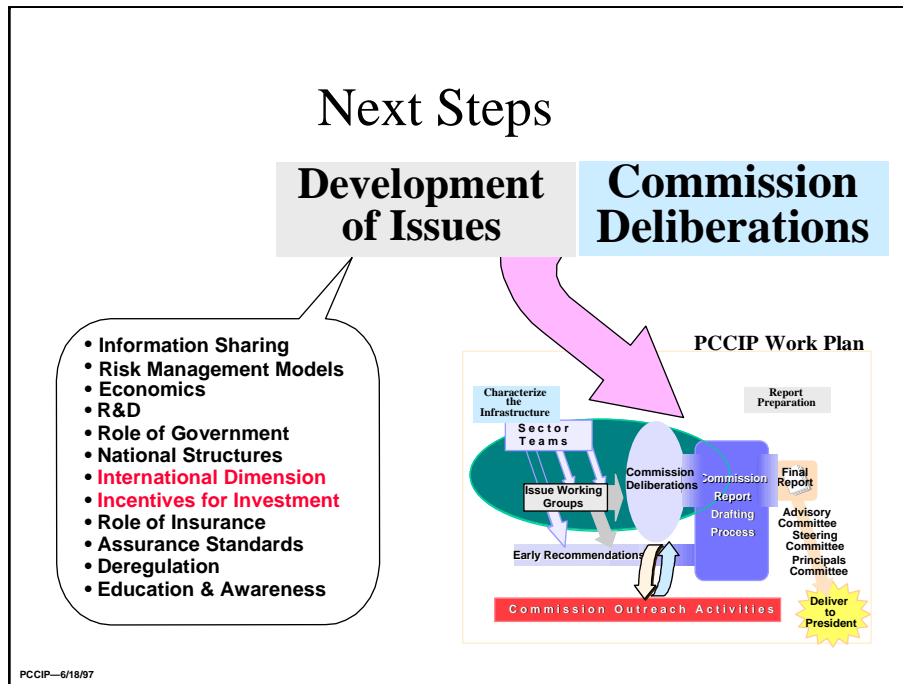 Next Steps
Development
of Issues
Commission
Deliberations
• Information Sharing
• Risk Management Models
• Economics
• R&D
• Role of Government
• National Structures
• International Dimension
• Incentives for Investment
• Role of Insurance
• Assurance Standards
• Deregulation
• Education & Awareness
PCCIP Work Plan
Characterize
the
Infrastructure
Report
Preparation
Sector
Teams
Issue Working
Groups
Commission
Deliberations
Commission
Report
Drafting
Process
Final
Report
Advisory
Committee
Steering
Committee
Principals
Committee
Early Recommendations
Commission Outreach Activities
Deliver
to
President
PCCIP—6/18/97